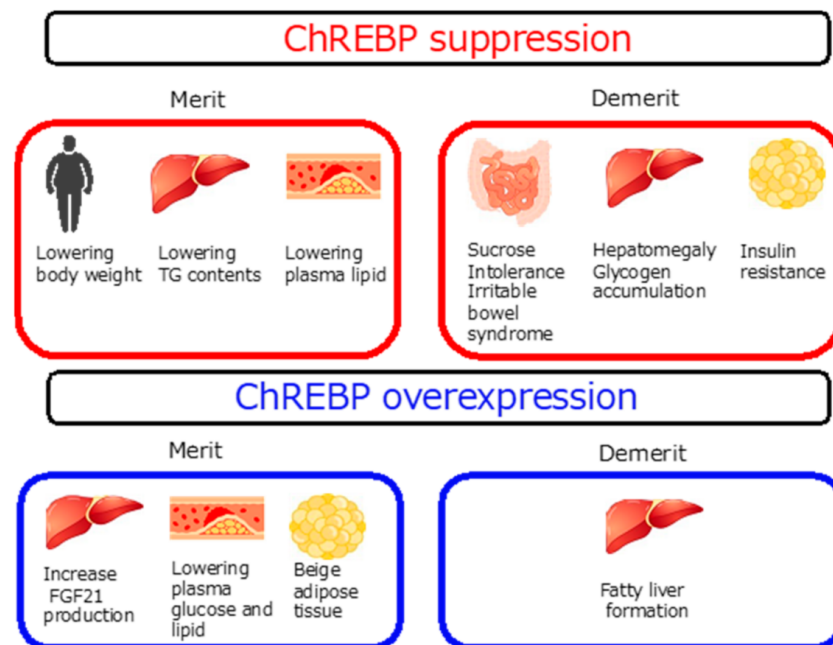 ChREBP suppression
Merit
Demerit
Lowering
body weight
Lowering
TG contents
Lowering
plasma lipid
Sucrose
Intolerance
Irritable
bowel
syndrome
Hepatomegaly
Glycogen
accumulation
Insulin
resistance
ChREBP overexpression
Merit
Demerit
Increase
FGF21
production
Lowering
plasma
glucose and
lipid
Beige
adipose
tissue
Fatty liver
formation